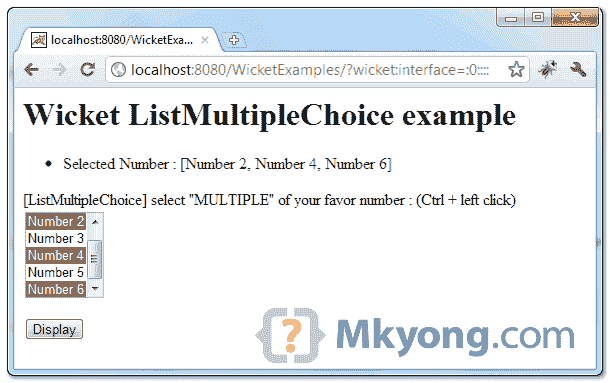 localhost:8080/WicketExa...
localhost:8080/WicketExamples/?wicket:interface=:0::::
Wicket ListMultipleChoice example
Selected Number : [Number 2, Number 4, Number 6]
[ListMultipleChoice] select "MULTIPLE" of your favor number : (Ctrl + left click)
Number 2
Number 3
Number 4
Number 5
Number 6
Display
{?} Mkyong.com